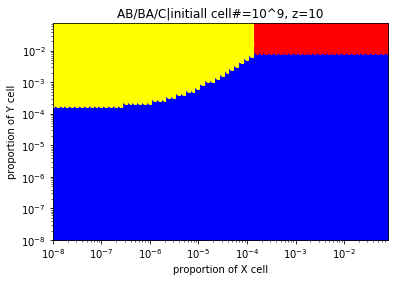 AB/BA/C|initiall cell#=10^9, z=10
proportion of Y cell
10⁻²
10⁻³
10⁻⁴
10⁻⁵
10⁻⁶
10⁻⁷
10⁻⁸
10⁻⁸ 10⁻⁷ 10⁻⁶ 10⁻⁵ 10⁻⁴ 10⁻³ 10⁻²
proportion of X cell